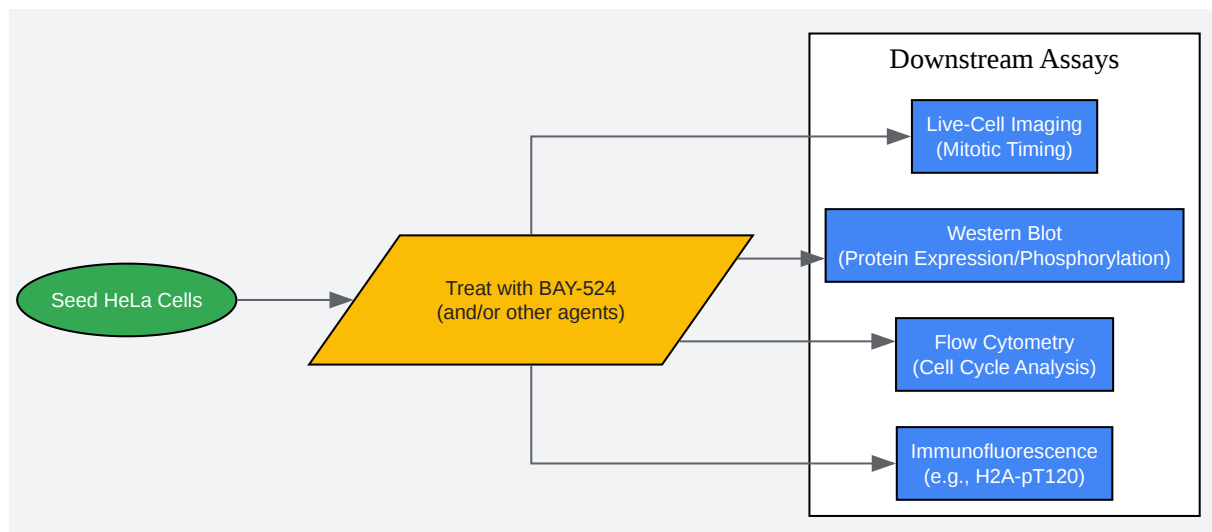 Downstream Assays
Live-Cell Imaging
(Mitotic Timing)
Western Blot
(Protein Expression/Phosphorylation)
Seed HeLa Cells
Treat with BAY-524
(and/or other agents)
Flow Cytometry
(Cell Cycle Analysis)
Immunofluorescence
(e.g., H2A-pT120)